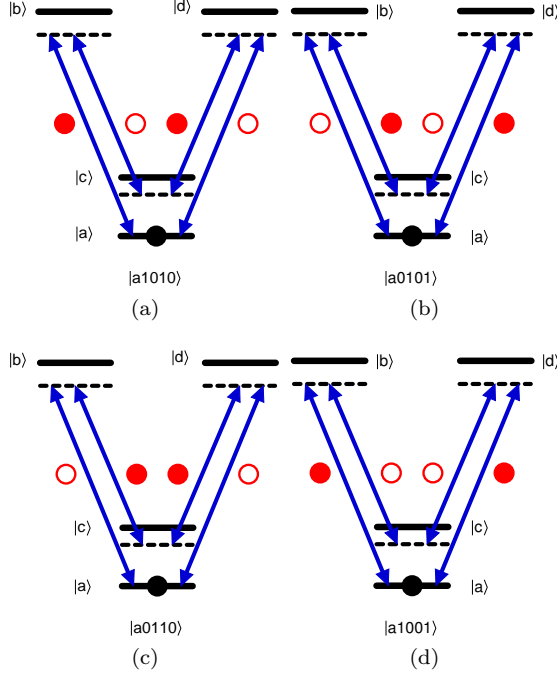 |b⟩ |d⟩ |b⟩ |d⟩
|c⟩ |c⟩
|a⟩ |a⟩
|a1010⟩ |a0101⟩
(a) (b)
|b⟩ |d⟩ |b⟩ |d⟩
|c⟩ |c⟩
|a⟩ |a⟩
|a0110⟩ |a1001⟩
(c) (d)